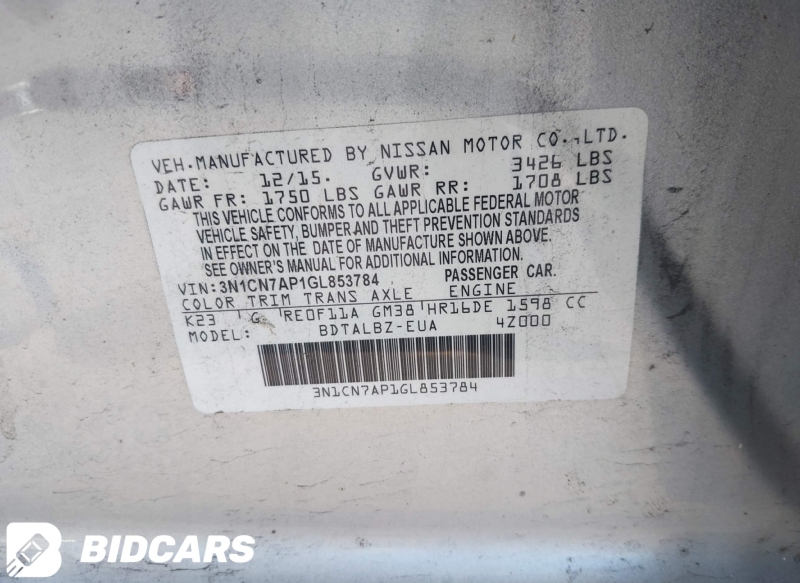 VEH.MANUFACTURED BY NISSAN MOTOR CO.,LTD.
DATE: 12/15. GVWR: 3426 LBS
GAWR FR: 1750 LBS GAWR RR: 1708 LBS
THIS VEHICLE CONFORMS TO ALL APPLICABLE FEDERAL MOTOR
VEHICLE SAFETY, BUMPER AND THEFT PREVENTION STANDARDS
IN EFFECT ON THE DATE OF MANUFACTURE SHOWN ABOVE.
SEE OWNER'S MANUAL FOR ADDITIONAL INFORMATION
VIN:3N1CN7AP1GL853784 PASSENGER CAR.
COLOR TRIM TRANS AXLE ENGINE
K23 G RE0F11A GM38 HR16DE 1598 CC
MODEL: BDTALBZ-EUA 4Z000
3N1CN7AP1GL853784
BIDCARS